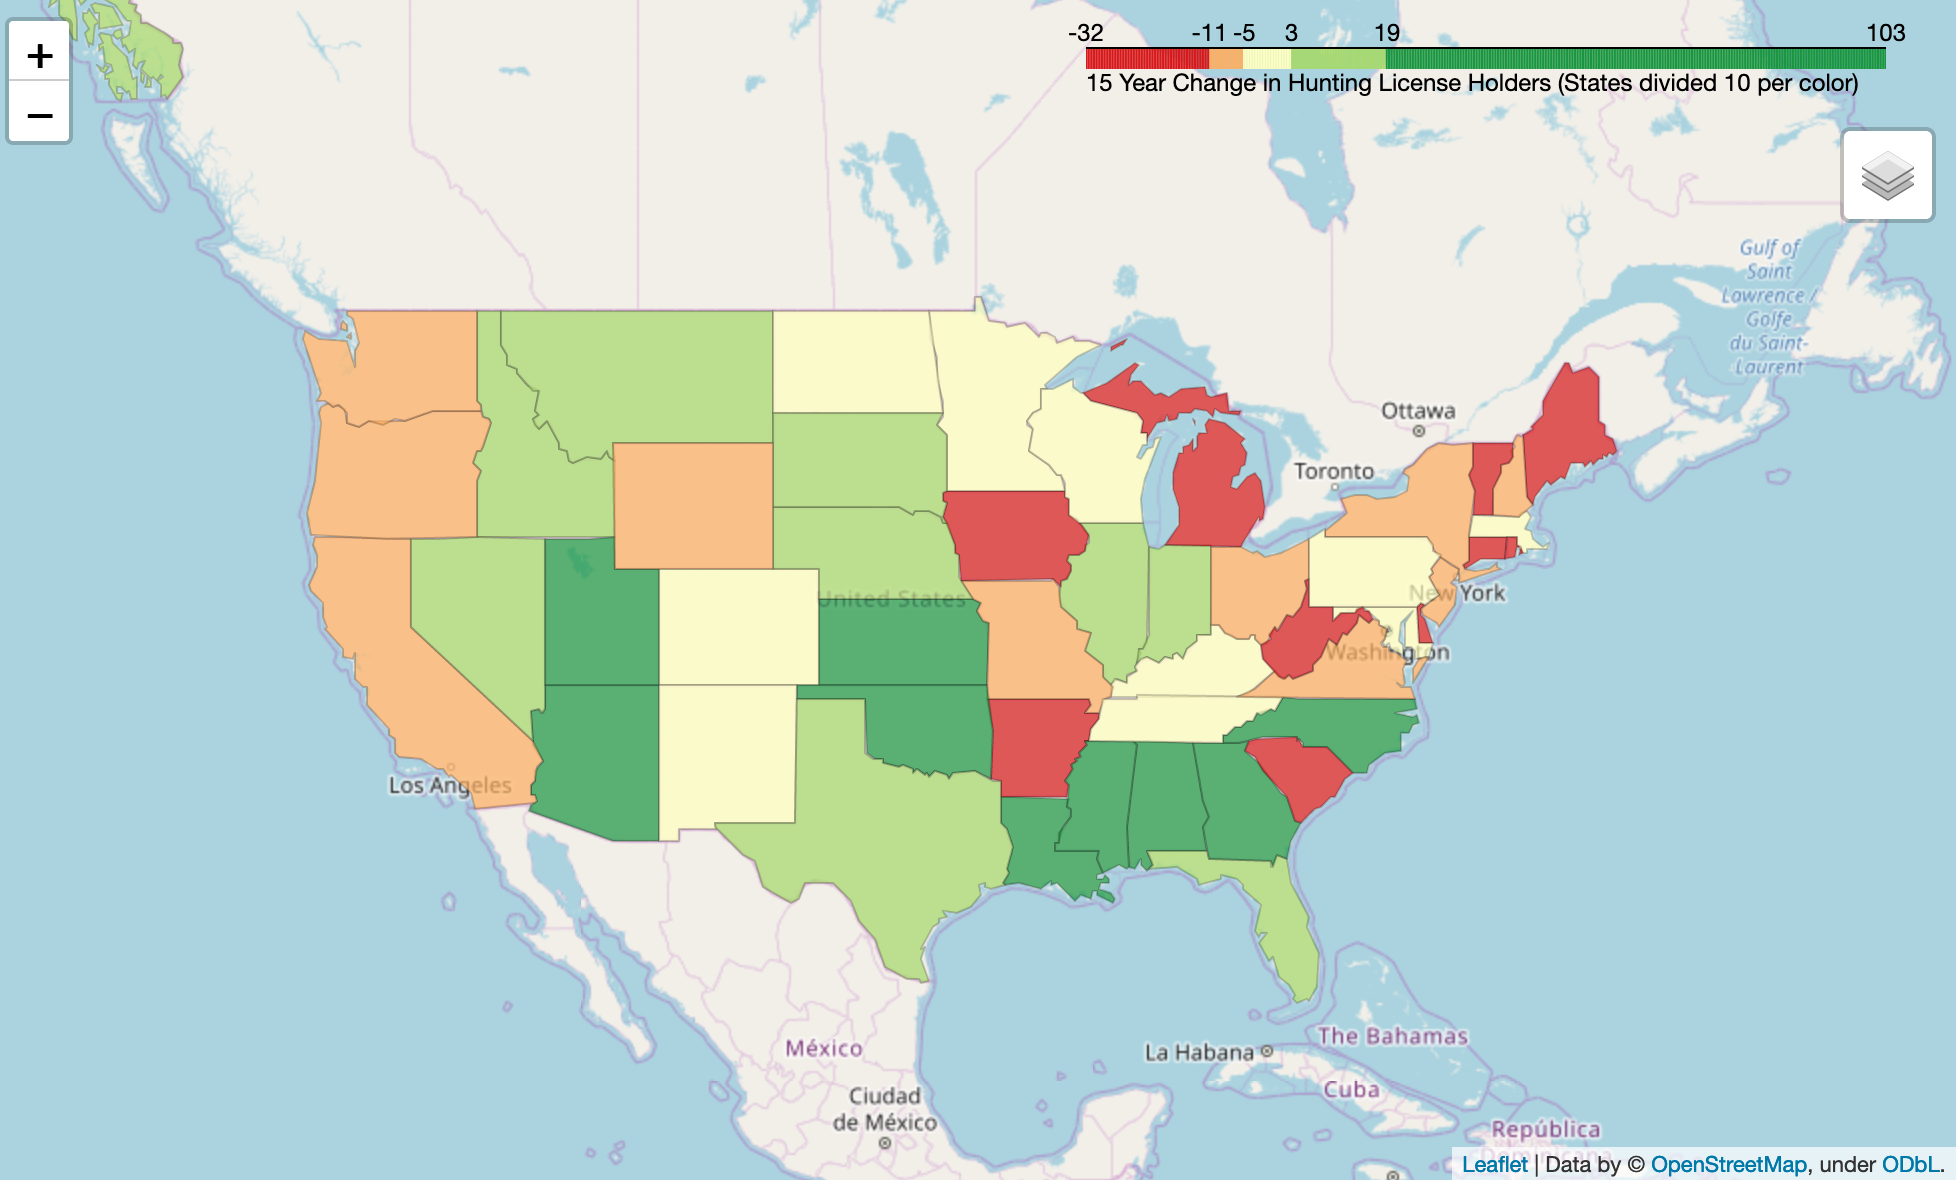 +
−
-32 -11 -5 3 19 103
15 Year Change in Hunting License Holders (States divided 10 per color)
Gulf of
Saint
Lawrence /
Golfe
du Saint-
Laurent
Ottawa
Toronto
United States
New York
Washington
Los Angeles
México
Ciudad
de México
La Habana
The Bahamas
Cuba
República
Dominicana
Leaflet | Data by © OpenStreetMap, under ODbL.